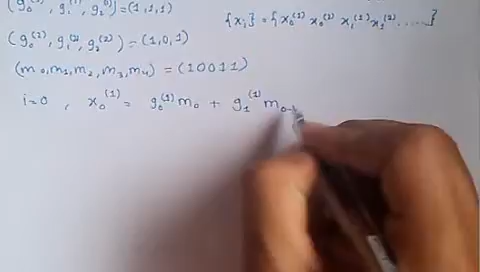 (g₀⁽¹⁾, g₁⁽¹⁾, g₂⁽¹⁾) = (1,1,1)
{xᵢ} = {x₀⁽¹⁾ x₀⁽²⁾ x₁⁽¹⁾ x₁⁽²⁾ .....}
(g₀⁽²⁾, g₁⁽²⁾, g₂⁽²⁾) = (1,0,1)
(m₀, m₁, m₂, m₃, m₄) = (10011)
i=0 , x₀⁽¹⁾ = g₀⁽¹⁾ m₀ + g₁⁽¹⁾ m₀₋